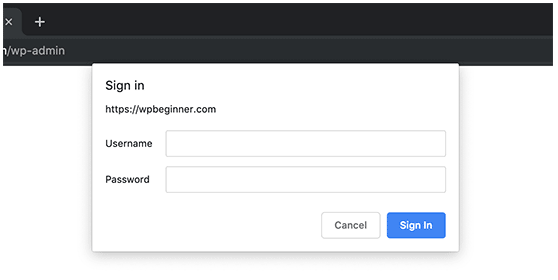 /wp-admin
Sign in
https://wpbeginner.com
Username
Password
Cancel
Sign In